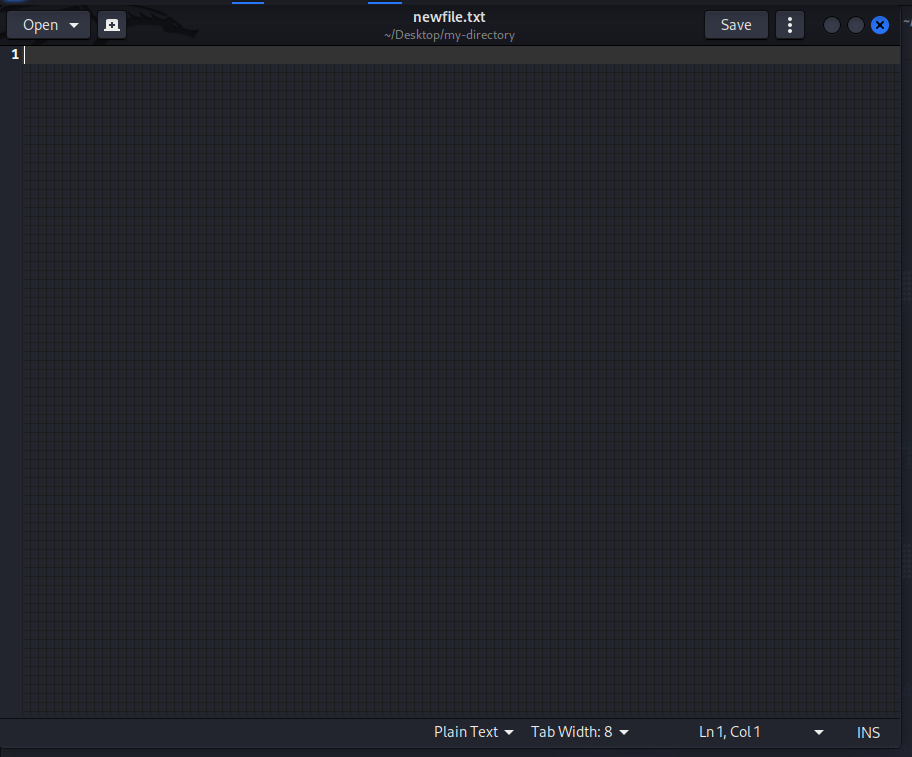 Open
newfile.txt
~/Desktop/my-directory
Save
1
Plain Text
Tab Width: 8
Ln 1, Col 1
INS